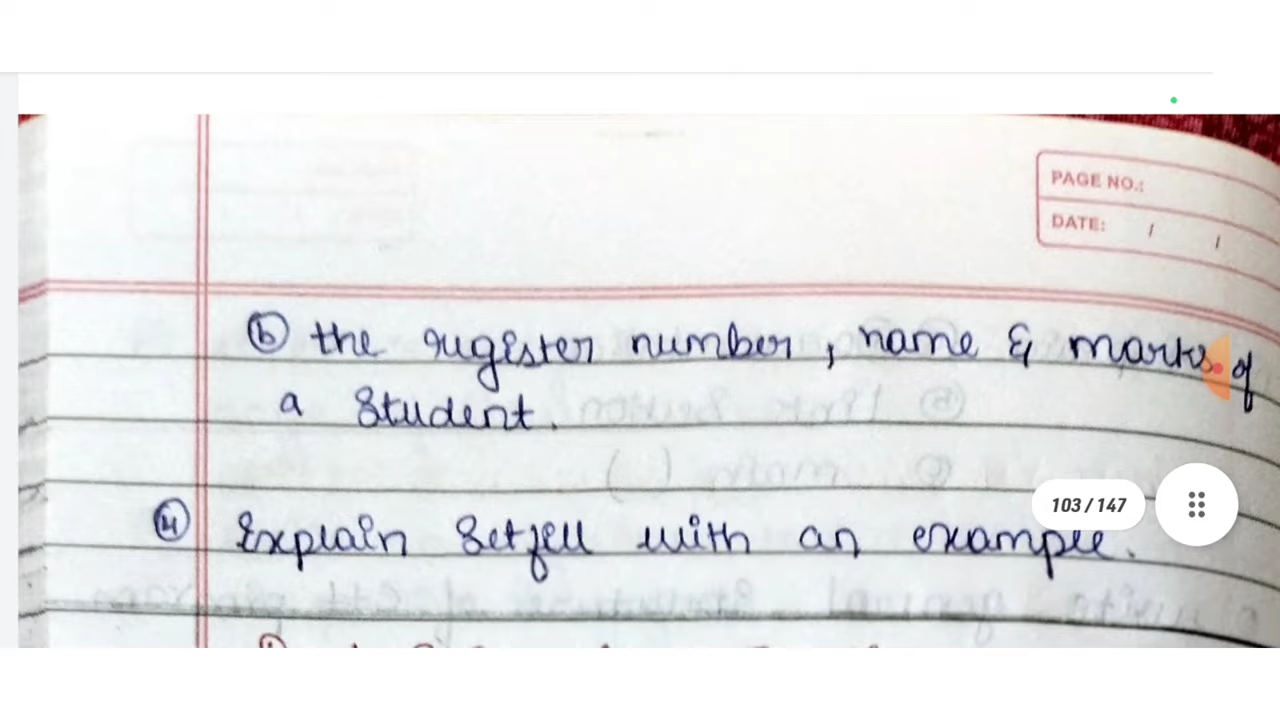 PAGE NO.:
DATE: / /
ⓑ the register number, name & marks of
a student.
103/147
④ Explain Setfill with an example.